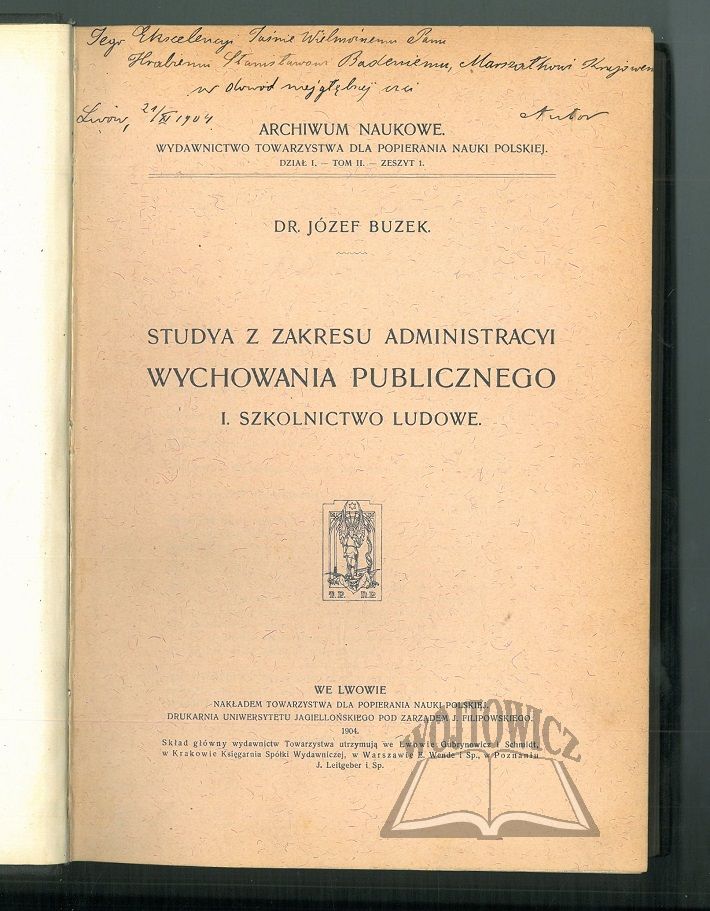 Jego Ekscelencyi Jaśnie Wielmożnemu Panu
Hrabiemu Stanisławowi Badeniemu, Marszałkowi Krajowemu
w dowód najgłębszej czci
Lwów, 21/XI 1904 Autor
ARCHIWUM NAUKOWE.
WYDAWNICTWO TOWARZYSTWA DLA POPIERANIA NAUKI POLSKIEJ.
DZIAŁ I. — TOM II. — ZESZYT 1.
DR. JÓZEF BUZEK.
STUDYA Z ZAKRESU ADMINISTRACYI
WYCHOWANIA PUBLICZNEGO
I. SZKOLNICTWO LUDOWE.
T. P. N. P.
WE LWOWIE
NAKŁADEM TOWARZYSTWA DLA POPIERANIA NAUKI POLSKIEJ.
DRUKARNIA UNIWERSYTETU JAGIELLOŃSKIEGO POD ZARZĄDEM J. FILIPOWSKIEGO.
1904.
Skład główny wydawnictw Towarzystwa utrzymują we Lwowie Gubrynowicz i Schmidt,
w Krakowie Księgarnia Spółki Wydawniczej, w Warszawie E. Wende i Sp., w Poznaniu
J. Leitgeber i Sp.
WÓJTOWICZ